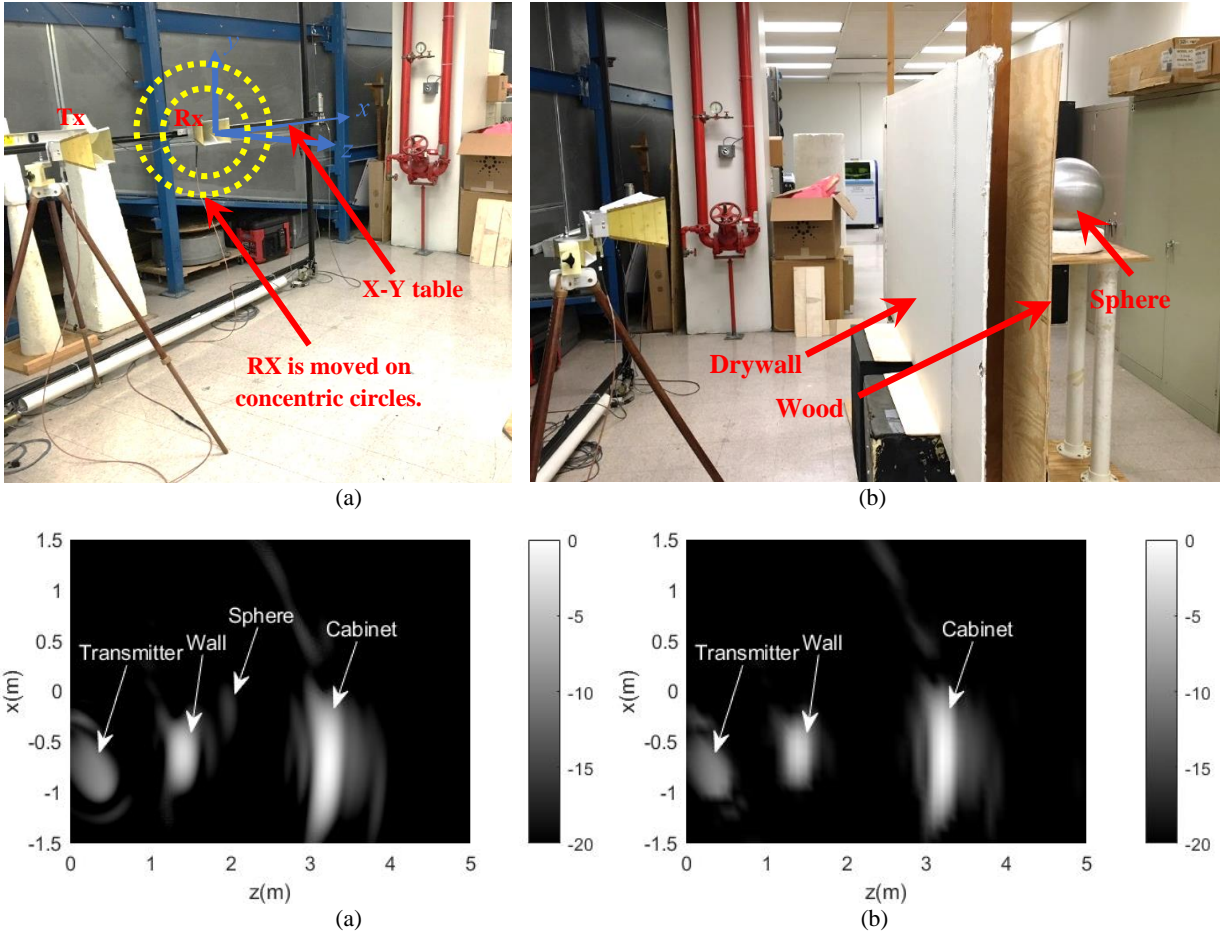 Tx
Rx
y
x
z
X-Y table
RX is moved on
concentric circles.
(a)
Drywall
Wood
Sphere
(b)
1.5
1
0.5
0
-0.5
-1
-1.5
x(m)
0
1
2
3
4
5
z(m)
Transmitter
Wall
Sphere
Cabinet
0
-5
-10
-15
-20
(a)
1.5
1
0.5
0
-0.5
-1
-1.5
x(m)
0
1
2
3
4
5
z(m)
Transmitter
Wall
Cabinet
0
-5
-10
-15
-20
(b)